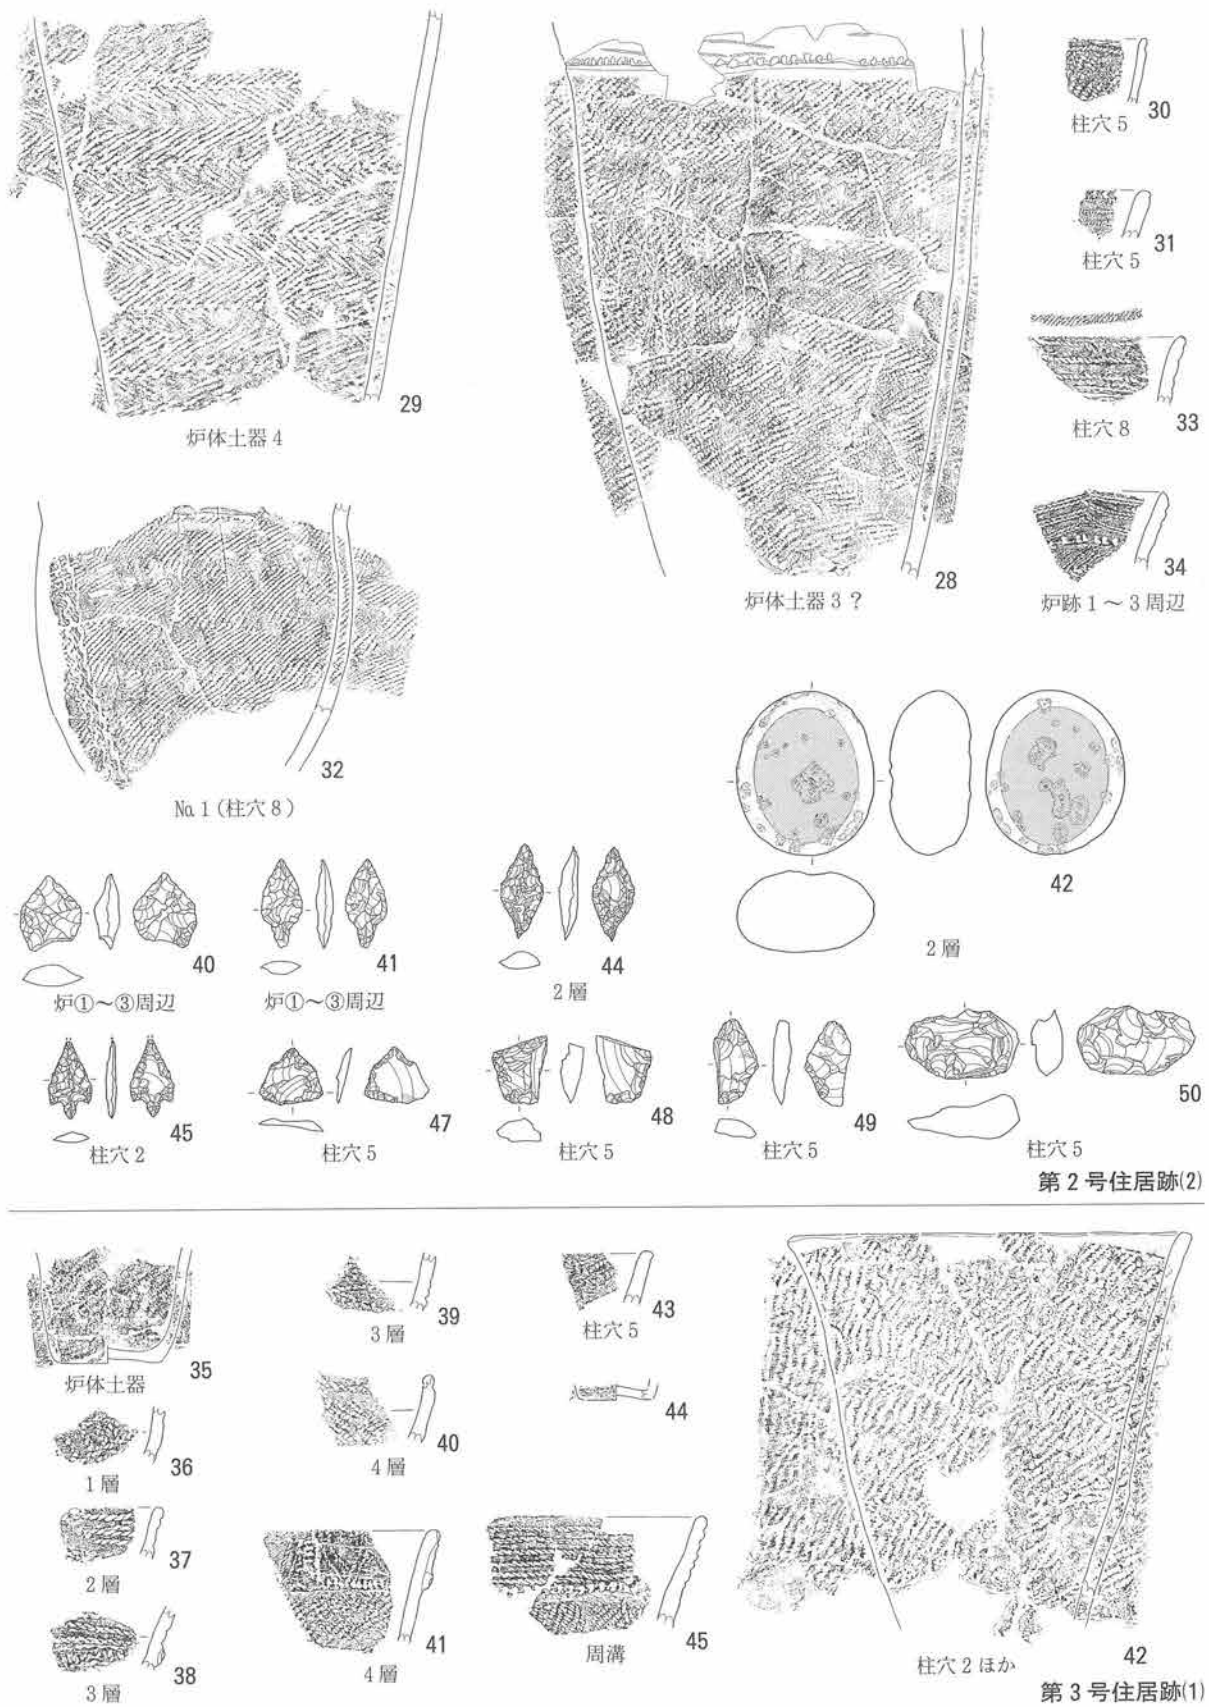 29
炉体土器 4
28
炉体土器 3 ?
30
柱穴 5
31
柱穴 5
33
柱穴 8
34
炉跡 1 ~ 3 周辺
32
No.1 (柱穴 8)
42
2 層
40
炉①~③周辺
41
炉①~③周辺
44
2 層
45
柱穴 2
47
柱穴 5
48
柱穴 5
49
柱穴 5
50
柱穴 5
第 2 号住居跡(2)
35
炉体土器
36
1 層
37
2 層
38
3 層
39
3 層
40
4 層
41
4 層
43
柱穴 5
44
45
周溝
42
柱穴 2 ほか
第 3 号住居跡(1)